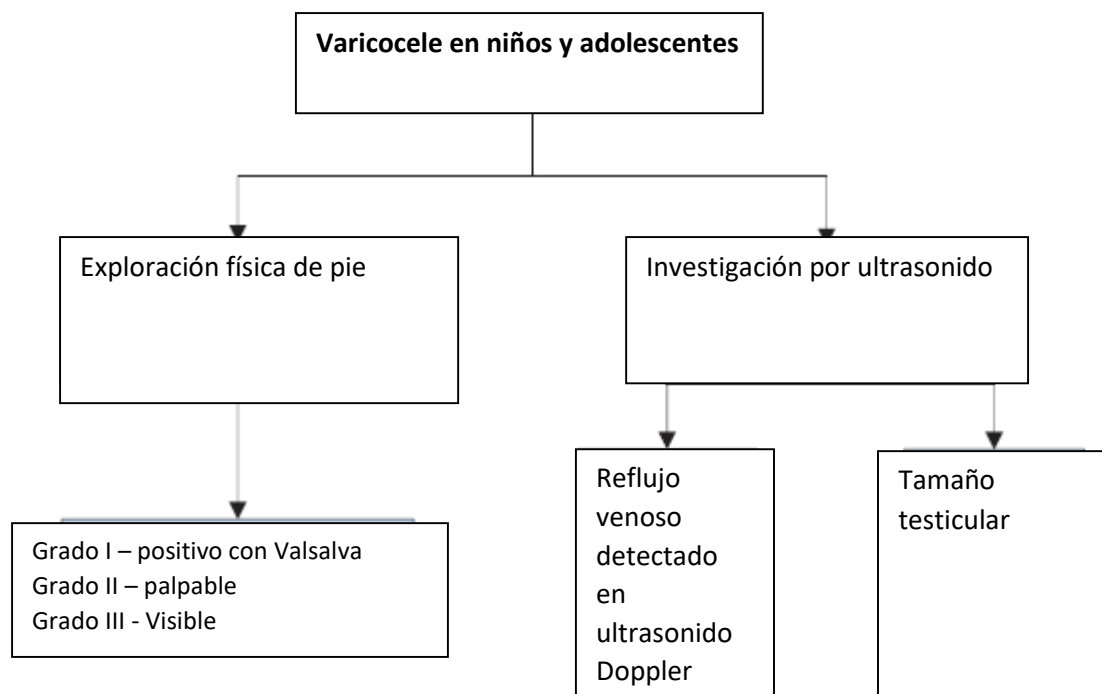 Varicocele en niños y adolescentes
Exploración física de pie
Investigación por ultrasonido
Grado I – positivo con Valsalva
Grado II – palpable
Grado III - Visible
Reflujo
venoso
detectado
en
ultrasonido
Doppler
Tamaño
testicular